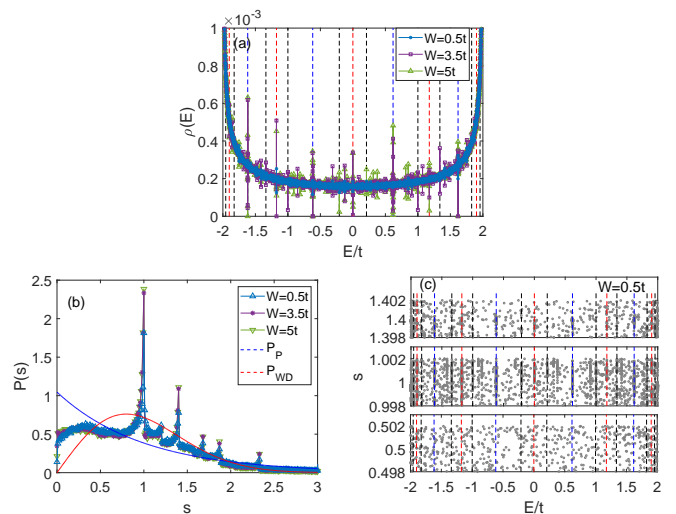 ×10⁻³
(a)
W=0.5t
W=3.5t
W=5t
ρ(E)
1
0.8
0.6
0.4
0.2
0
-2 -1.5 -1 -0.5 0 0.5 1 1.5 2
E/t
(b)
W=0.5t
W=3.5t
W=5t
P_P
P_WD
P(s)
2.5
2
1.5
1
0.5
0
0 0.5 1 1.5 2 2.5 3
s
(c)
W=0.5t
1.402
1.4
1.398
1.002
1
0.998
0.502
0.5
0.498
s
-2 -1.5 -1 -0.5 0 0.5 1 1.5 2
E/t